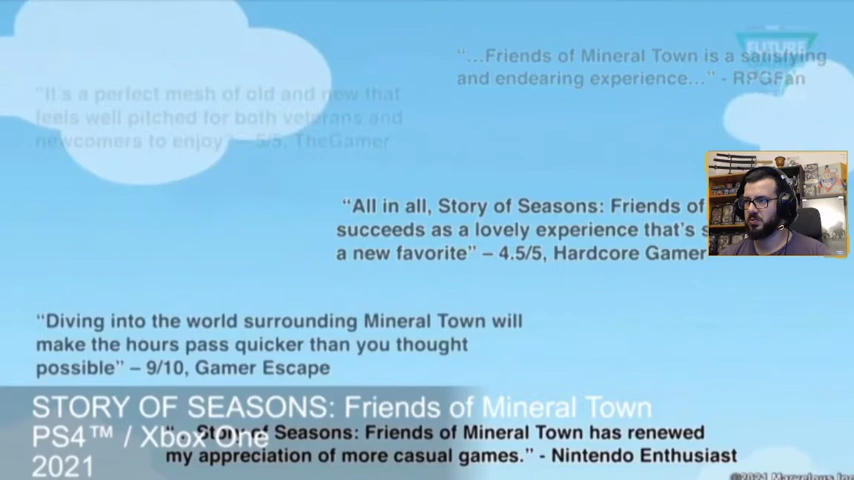 "...Friends of Mineral Town is a satisfying
and endearing experience..." - RPGFan
FUTURE
"It's a perfect mesh of old and new that
feels well pitched for both veterans and
newcomers to enjoy" – 5/5, TheGamer
"All in all, Story of Seasons: Friends of
succeeds as a lovely experience that's
a new favorite" – 4.5/5, Hardcore Gamer
"Diving into the world surrounding Mineral Town will
make the hours pass quicker than you thought
possible" – 9/10, Gamer Escape
STORY OF SEASONS: Friends of Mineral Town
PS4™ / Xbox One
2021
"...Story of Seasons: Friends of Mineral Town has renewed
my appreciation of more casual games." - Nintendo Enthusiast
©2021 Marvelous Inc